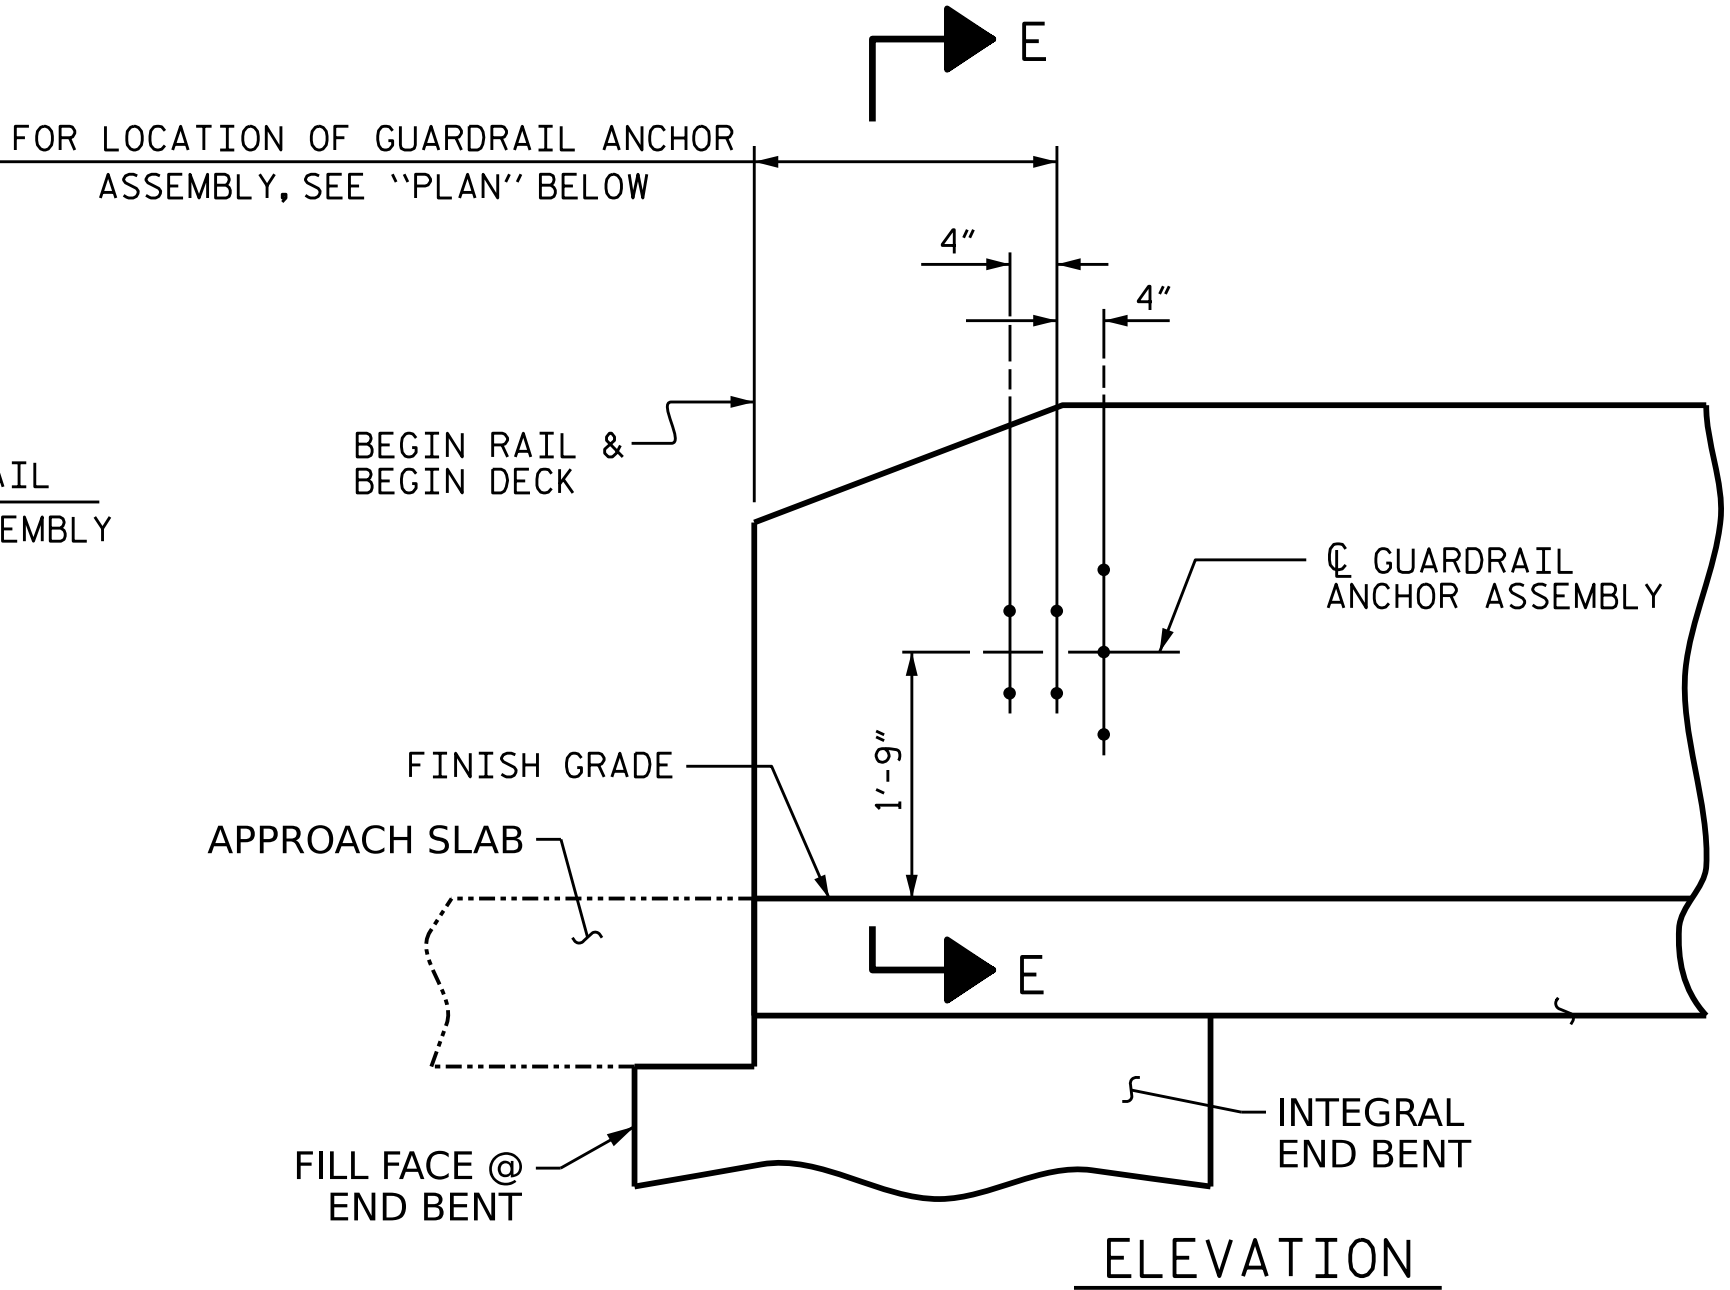 E
FOR LOCATION OF GUARDRAIL ANCHOR
ASSEMBLY, SEE "PLAN" BELOW
4"
4"
BEGIN RAIL &
BEGIN DECK
℄ GUARDRAIL
ANCHOR ASSEMBLY
1'-9"
FINISH GRADE
APPROACH SLAB
E
INTEGRAL
END BENT
FILL FACE @
END BENT
ELEVATION